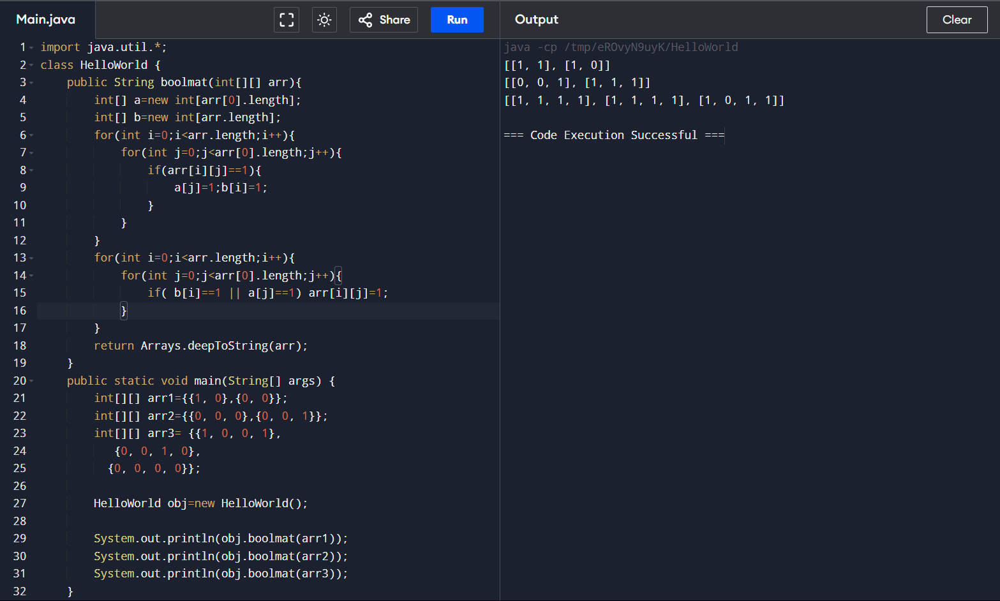 Main.java
Share
Run
Output
Clear
1 import java.util.*;
2 class HelloWorld {
3     public String boolmat(int[][] arr){
4         int[] a=new int[arr[0].length];
5         int[] b=new int[arr.length];
6         for(int i=0;i<arr.length;i++){
7             for(int j=0;j<arr[0].length;j++){
8                 if(arr[i][j]==1){
9                     a[j]=1;b[i]=1;
10                 }
11             }
12         }
13         for(int i=0;i<arr.length;i++){
14             for(int j=0;j<arr[0].length;j++){
15                 if( b[i]==1 || a[j]==1) arr[i][j]=1;
16             }
17         }
18         return Arrays.deepToString(arr);
19     }
20     public static void main(String[] args) {
21         int[][] arr1={{1, 0},{0, 0}};
22         int[][] arr2={{0, 0, 0},{0, 0, 1}};
23         int[][] arr3= {{1, 0, 0, 1},
24            {0, 0, 1, 0},
25           {0, 0, 0, 0}};
26
27         HelloWorld obj=new HelloWorld();
28
29         System.out.println(obj.boolmat(arr1));
30         System.out.println(obj.boolmat(arr2));
31         System.out.println(obj.boolmat(arr3));
32     }
java -cp /tmp/eROvyN9uyK/HelloWorld
[[1, 1], [1, 0]]
[[0, 0, 1], [1, 1, 1]]
[[1, 1, 1, 1], [1, 1, 1, 1], [1, 0, 1, 1]]
=== Code Execution Successful ===